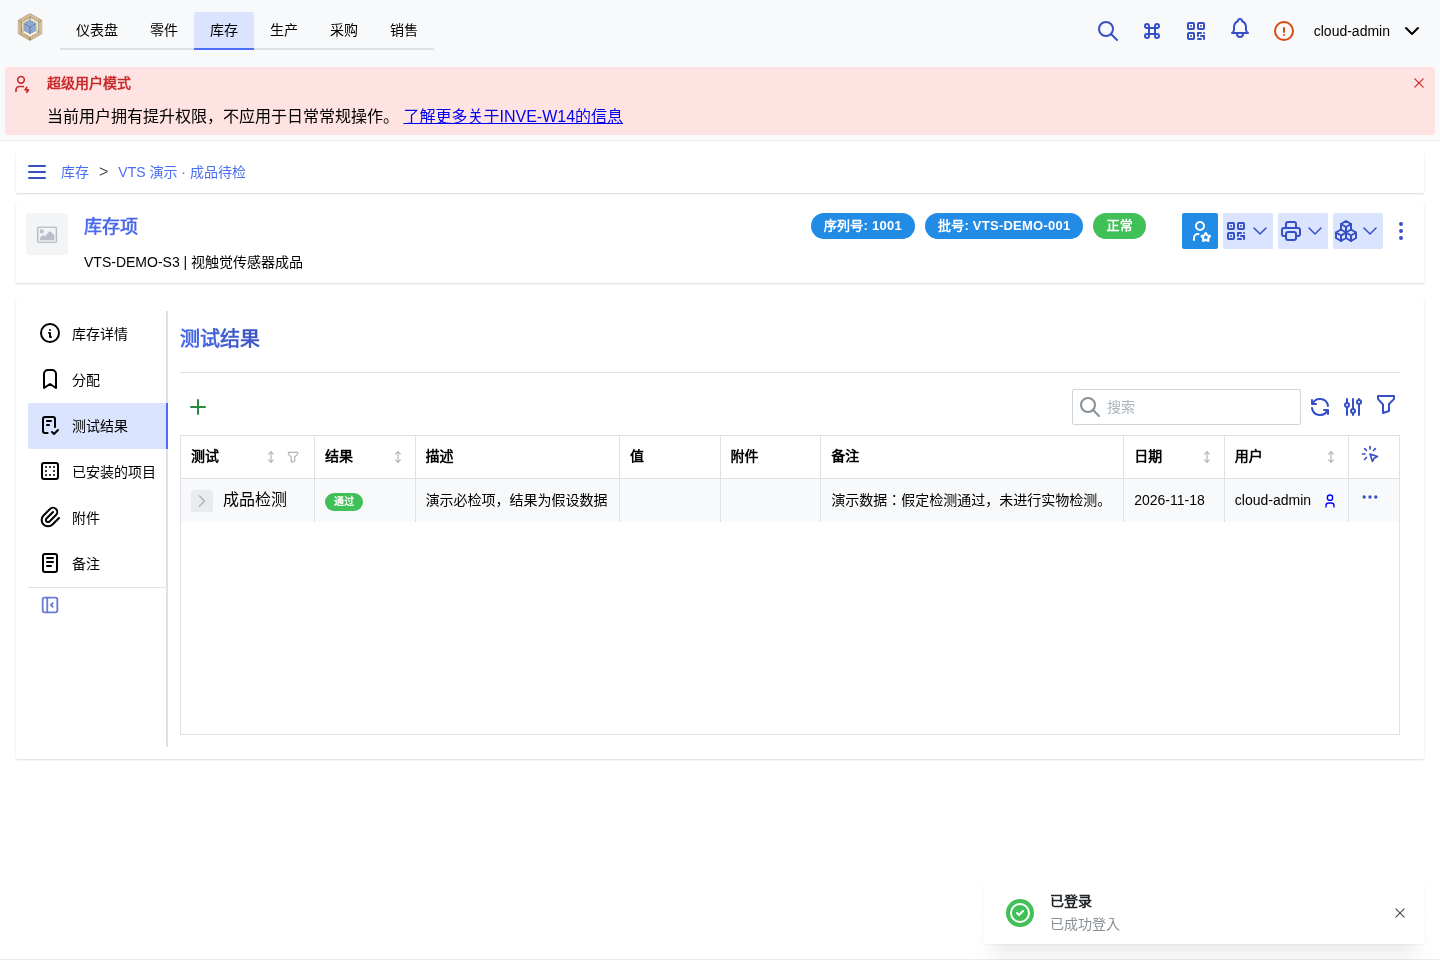 仪表盘 零件 库存 生产 采购 销售 cloud-admin
超级用户模式
当前用户拥有提升权限，不应用于日常常规操作。 了解更多关于INVE-W14的信息
库存 > VTS 演示 · 成品待检
库存项 序列号: 1001 批号: VTS-DEMO-001 正常
VTS-DEMO-S3 | 视触觉传感器成品
库存详情
分配
测试结果
已安装的项目
附件
备注
测试结果
搜索
测试 结果 描述 值 附件 备注 日期 用户
成品检测 通过 演示必检项，结果为假设数据 演示数据：假定检测通过，未进行实物检测。 2026-11-18 cloud-admin
已登录
已成功登入